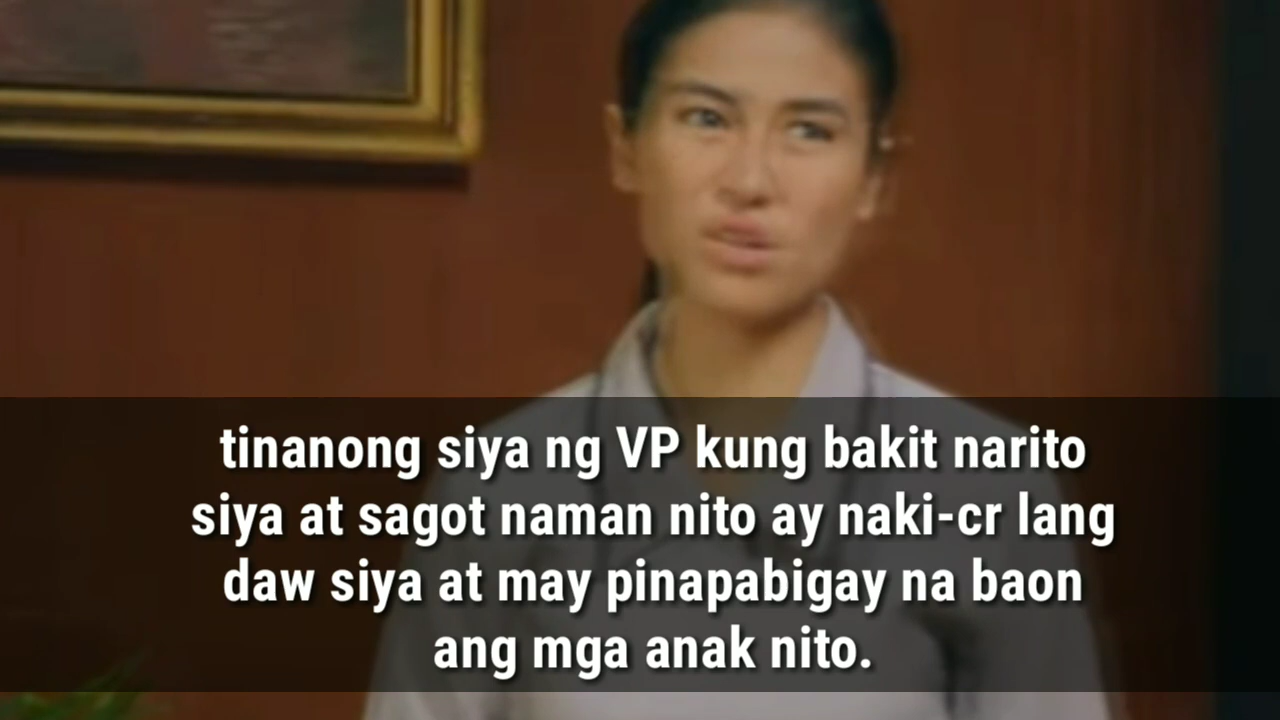 tinanong siya ng VP kung bakit narito
siya at sagot naman nito ay naki-cr lang
daw siya at may pinapabigay na baon
ang mga anak nito.